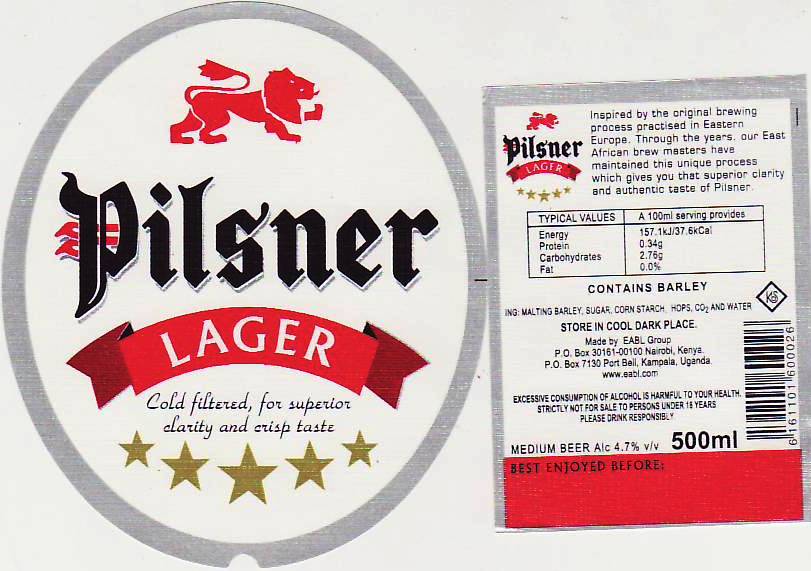 Pilsner
LAGER
Cold filtered, for superior
clarity and crisp taste
Pilsner
LAGER
Inspired by the original brewing
process practised in Eastern
Europe. Through the years, our East
African brew masters have
maintained this unique process
which gives you that superior clarity
and authentic taste of Pilsner.
TYPICAL VALUES A 100ml serving provides
Energy 157.1kJ/37.6kCal
Protein 0.34g
Carbohydrates 2.76g
Fat 0.0%
CONTAINS BARLEY
ING: MALTING BARLEY, SUGAR, CORN STARCH, HOPS, CO2 AND WATER
STORE IN COOL DARK PLACE.
Made by EABL Group
P.O. Box 30161-00100 Nairobi, Kenya.
P.O. Box 7130 Port Bell, Kampala, Uganda.
www.eabl.com
EXCESSIVE CONSUMPTION OF ALCOHOL IS HARMFUL TO YOUR HEALTH.
STRICTLY NOT FOR SALE TO PERSONS UNDER 18 YEARS
PLEASE DRINK RESPONSIBLY
MEDIUM BEER Alc 4.7% v/v 500ml
6161101600026
BEST ENJOYED BEFORE: